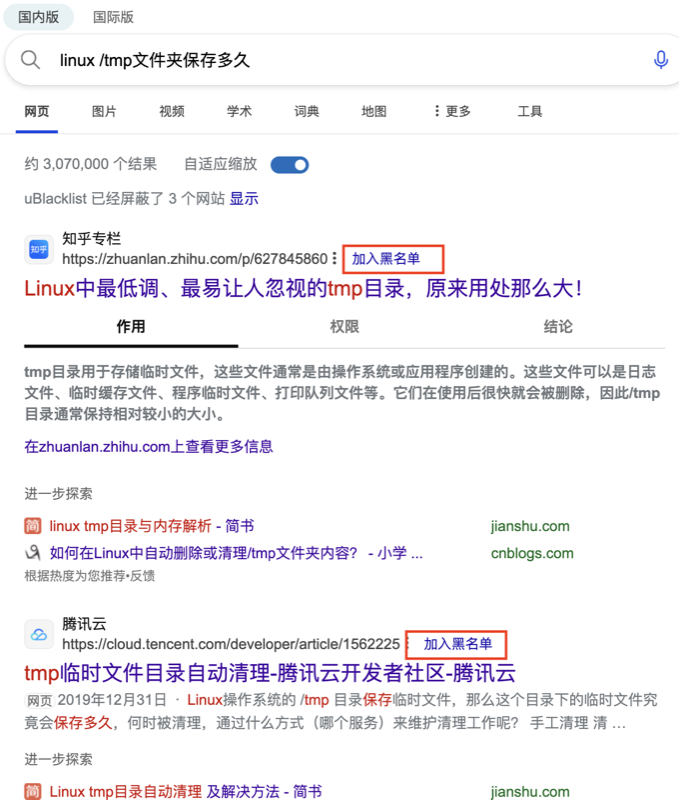 国内版 国际版
linux /tmp文件夹保存多久
网页 图片 视频 学术 词典 地图 更多 工具
约 3,070,000 个结果 自适应缩放
uBlacklist 已经屏蔽了 3 个网站 显示
知乎 知乎专栏
https://zhuanlan.zhihu.com/p/627845860 加入黑名单
Linux中最低调、最易让人忽视的tmp目录，原来用处那么大！
作用 权限 结论
tmp目录用于存储临时文件，这些文件通常是由操作系统或应用程序创建的。这些文件可以是日志
文件、临时缓存文件、程序临时文件、打印队列文件等。它们在使用后很快就会被删除，因此/tmp
目录通常保持相对较小的大小。
在zhuanlan.zhihu.com上查看更多信息
进一步探索
简 linux tmp目录与内存解析 - 简书 jianshu.com
如何在Linux中自动删除或清理/tmp文件夹内容？ - 小学 ... cnblogs.com
根据热度为您推荐•反馈
腾讯云
https://cloud.tencent.com/developer/article/1562225 加入黑名单
tmp临时文件目录自动清理-腾讯云开发者社区-腾讯云
网页 2019年12月31日 · Linux操作系统的 /tmp 目录保存临时文件，那么这个目录下的临时文件究
竟会保存多久，何时被清理，通过什么方式（哪个服务）来维护清理工作呢？ 手工清理 清 …
进一步探索
简 Linux tmp目录自动清理 及解决方法 - 简书 jianshu.com